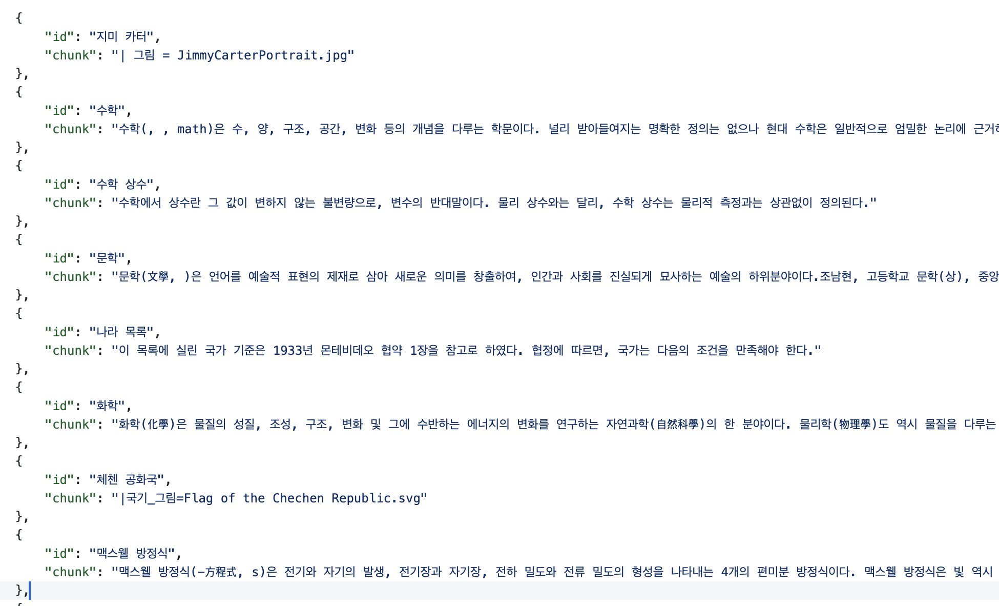 {
"id": "지미 카터",
"chunk": "| 그림 = JimmyCarterPortrait.jpg"
},
{
"id": "수학",
"chunk": "수학(, , math)은 수, 양, 구조, 공간, 변화 등의 개념을 다루는 학문이다. 널리 받아들여지는 명확한 정의는 없으나 현대 수학은 일반적으로 엄밀한 논리에 근거하
},
{
"id": "수학 상수",
"chunk": "수학에서 상수란 그 값이 변하지 않는 불변량으로, 변수의 반대말이다. 물리 상수와는 달리, 수학 상수는 물리적 측정과는 상관없이 정의된다."
},
{
"id": "문학",
"chunk": "문학(文學, )은 언어를 예술적 표현의 제재로 삼아 새로운 의미를 창출하여, 인간과 사회를 진실되게 묘사하는 예술의 하위분야이다.조남현, 고등학교 문학(상), 중앙
},
{
"id": "나라 목록",
"chunk": "이 목록에 실린 국가 기준은 1933년 몬테비데오 협약 1장을 참고로 하였다. 협정에 따르면, 국가는 다음의 조건을 만족해야 한다."
},
{
"id": "화학",
"chunk": "화학(化學)은 물질의 성질, 조성, 구조, 변화 및 그에 수반하는 에너지의 변화를 연구하는 자연과학(自然科學)의 한 분야이다. 물리학(物理學)도 역시 물질을 다루는
},
{
"id": "체첸 공화국",
"chunk": "|국기_그림=Flag of the Chechen Republic.svg"
},
{
"id": "맥스웰 방정식",
"chunk": "맥스웰 방정식(-方程式, s)은 전기와 자기의 발생, 전기장과 자기장, 전하 밀도와 전류 밀도의 형성을 나타내는 4개의 편미분 방정식이다. 맥스웰 방정식은 빛 역시
},
{